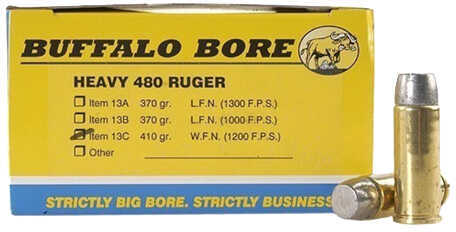 BUFFALO BORE
HEAVY 480 RUGER
Item 13A 370 gr. L.F.N. (1300 F.P.S.)
Item 13B 370 gr. L.F.N. (1000 F.P.S.)
Item 13C 410 gr. W.F.N. (1200 F.P.S.)
Other
STRICTLY BIG BORE. STRICTLY BUSINESS